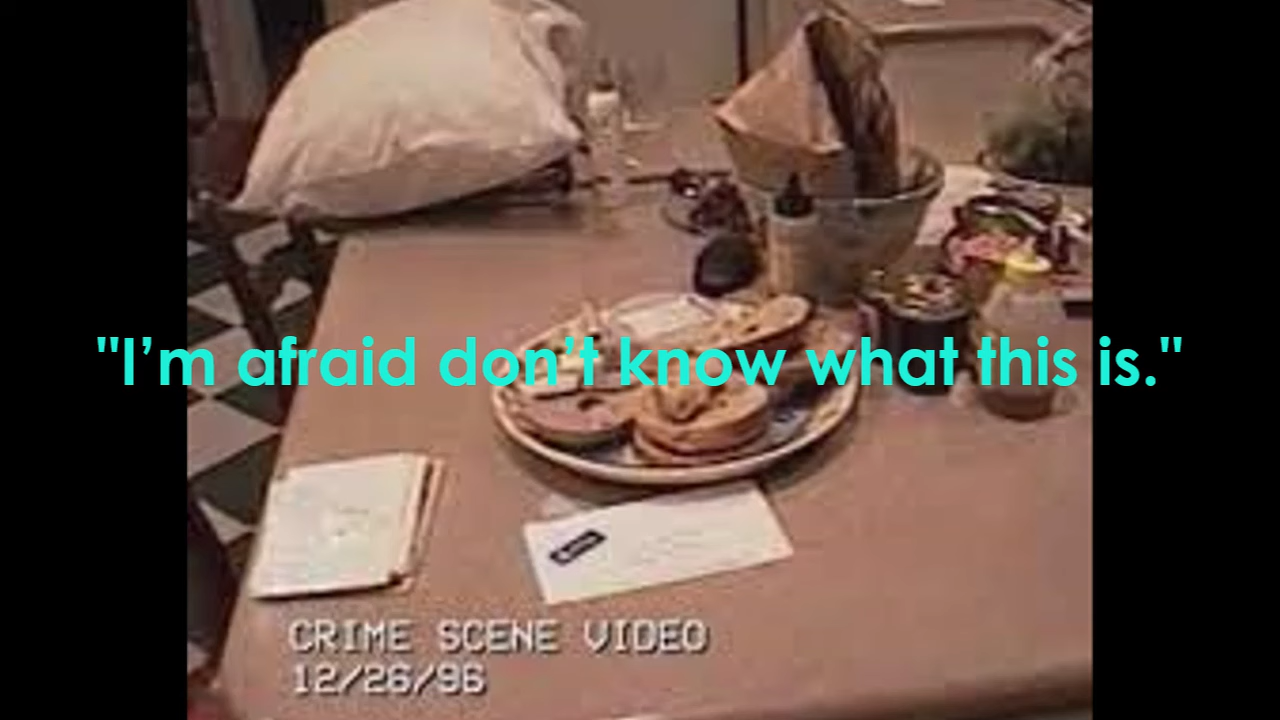 "I’m afraid don’t know what this is."
CRIME SCENE VIDEO
12/26/96